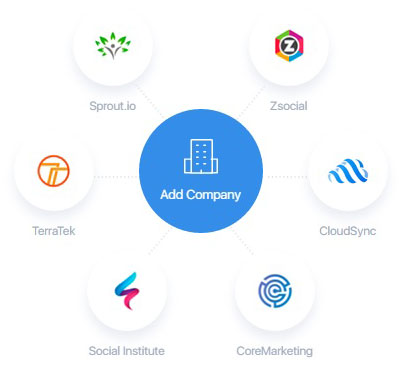 Sprout.io
Zsocial
Add Company
TerraTek
CloudSync
Social Institute
CoreMarketing